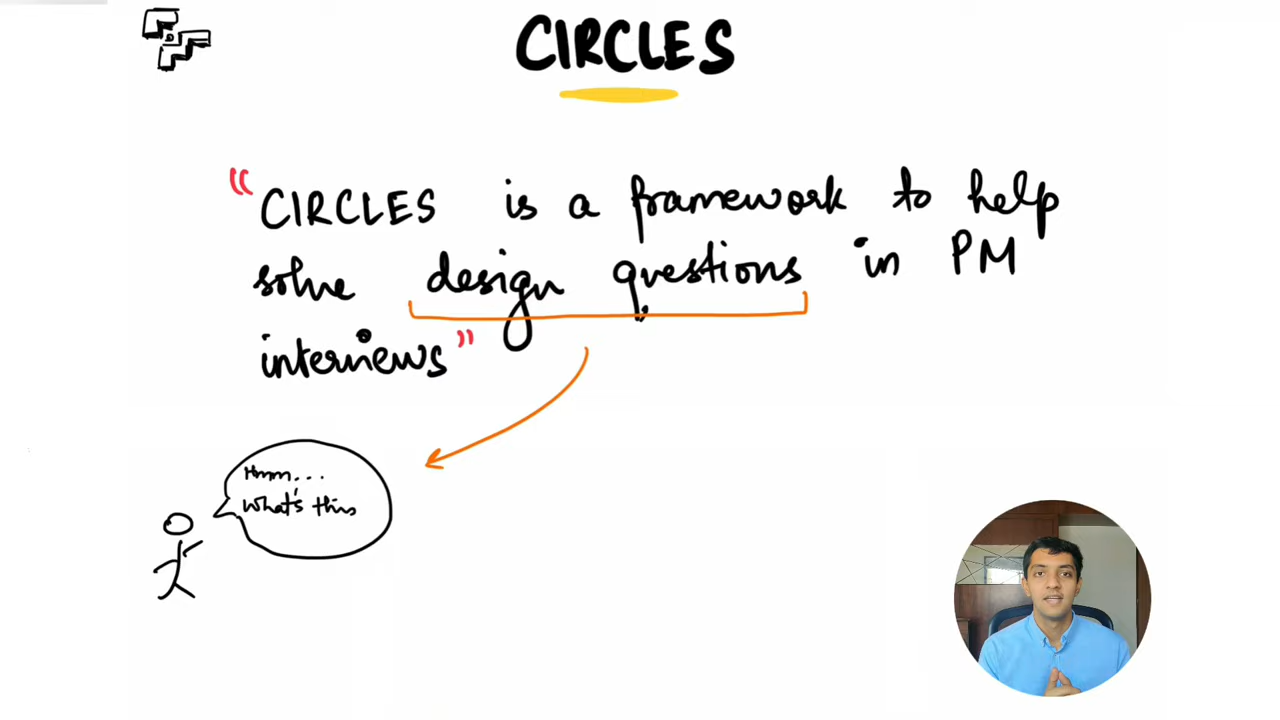 CIRCLES
"CIRCLES is a framework to help
solve design questions in PM
interviews"
Hmm...
What's this